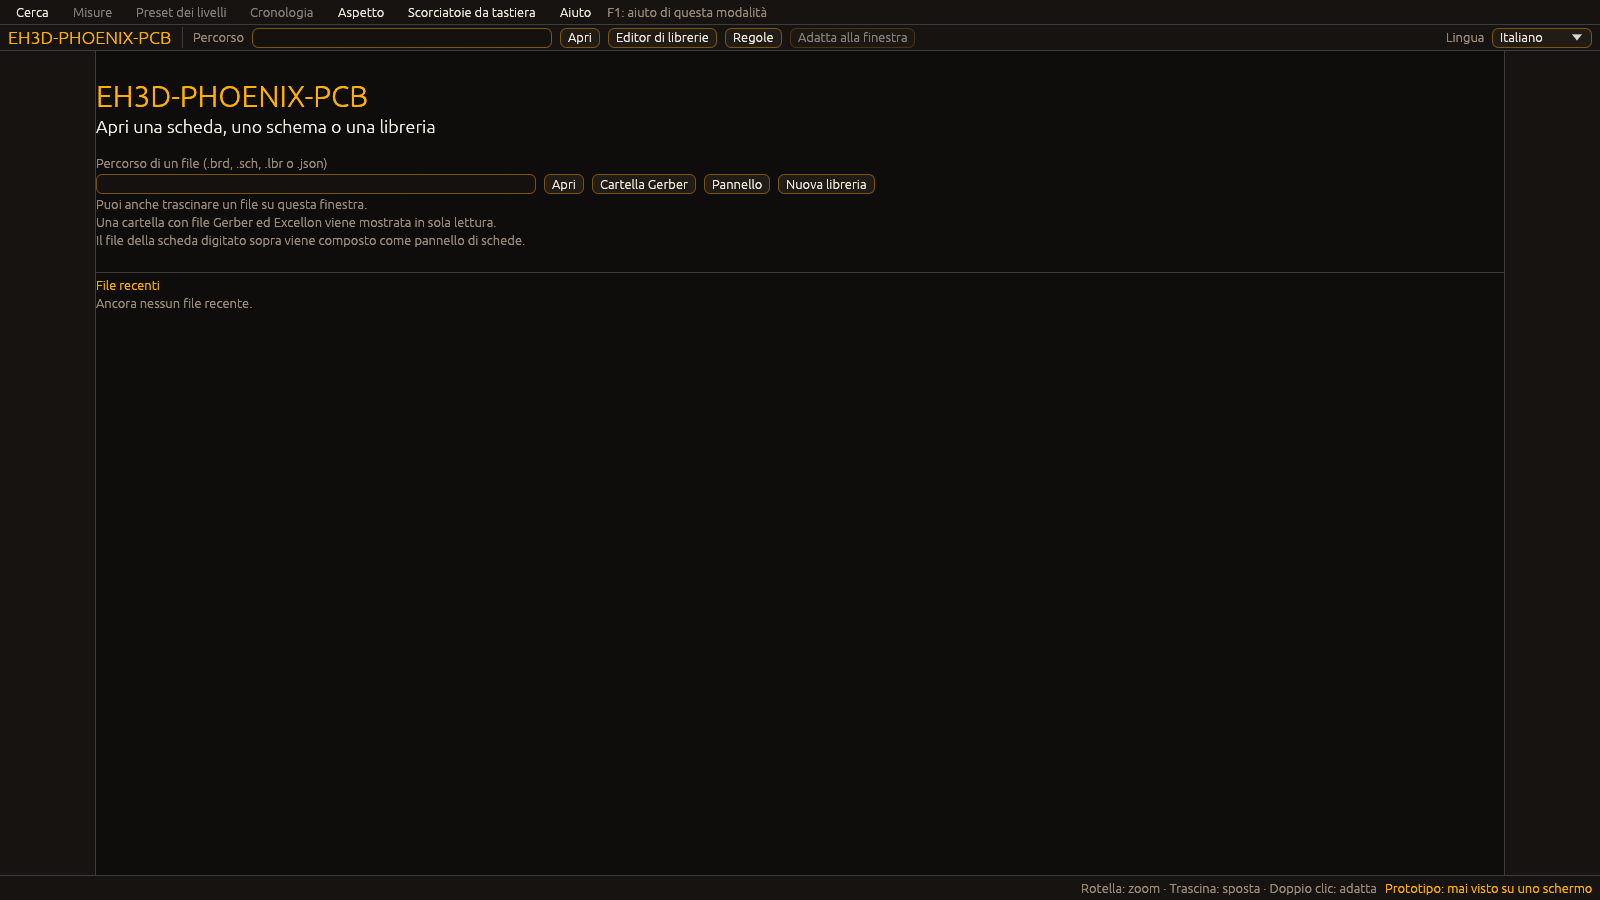 Cerca Misure Preset dei livelli Cronologia Aspetto Scorciatoie da tastiera Aiuto F1: aiuto di questa modalità
EH3D-PHOENIX-PCB Percorso Apri Editor di librerie Regole Adatta alla finestra Lingua Italiano
EH3D-PHOENIX-PCB
Apri una scheda, uno schema o una libreria
Percorso di un file (.brd, .sch, .lbr o .json)
Apri Cartella Gerber Pannello Nuova libreria
Puoi anche trascinare un file su questa finestra.
Una cartella con file Gerber ed Excellon viene mostrata in sola lettura.
Il file della scheda digitato sopra viene composto come pannello di schede.
File recenti
Ancora nessun file recente.
Rotella: zoom · Trascina: sposta · Doppio clic: adatta Prototipo: mai visto su uno schermo